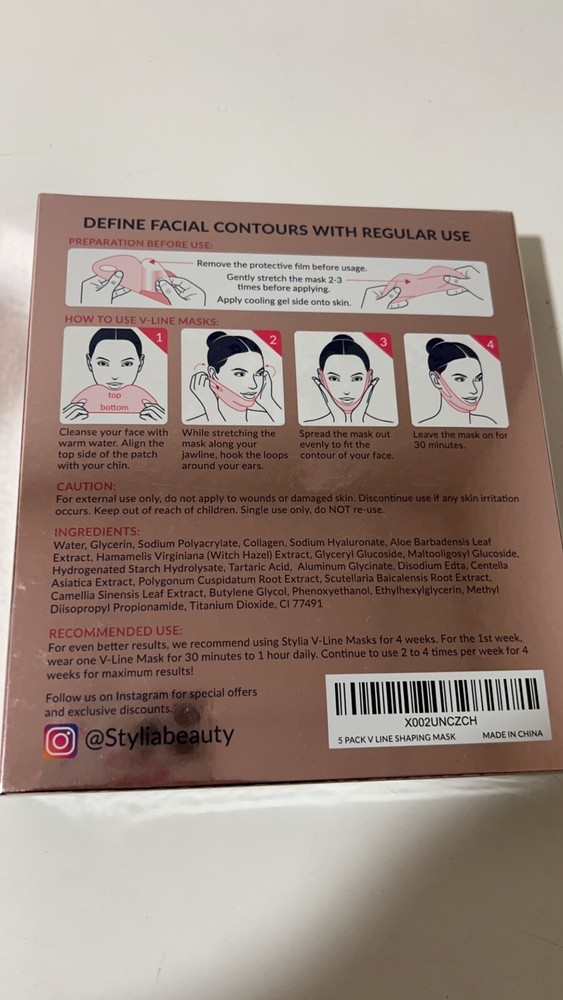 DEFINE FACIAL CONTOURS WITH REGULAR USE
PREPARATION BEFORE USE:
Remove the protective film before usage.
Gently stretch the mask 2-3
times before applying.
Apply cooling gel side onto skin.
HOW TO USE V-LINE MASKS:
1
top
bottom
Cleanse your face with
warm water. Align the
top side of the patch
with your chin.
2
While stretching the
mask along your
jawline, hook the loops
around your ears.
3
Spread the mask out
evenly to fit the
contour of your face.
4
Leave the mask on for
30 minutes.
CAUTION:
For external use only, do not apply to wounds or damaged skin. Discontinue use if any skin irritation
occurs. Keep out of reach of children. Single use only, do NOT re-use.
INGREDIENTS:
Water, Glycerin, Sodium Polyacrylate, Collagen, Sodium Hyaluronate, Aloe Barbadensis Leaf
Extract, Hamamelis Virginiana (Witch Hazel) Extract, Glyceryl Glucoside, Maltooligosyl Glucoside,
Hydrogenated Starch Hydrolysate, Tartaric Acid, Aluminum Glycinate, Disodium Edta, Centella
Asiatica Extract, Polygonum Cuspidatum Root Extract, Scutellaria Baicalensis Root Extract,
Camellia Sinensis Leaf Extract, Butylene Glycol, Phenoxyethanol, Ethylhexylglycerin, Methyl
Diisopropyl Propionamide, Titanium Dioxide, CI 77491
RECOMMENDED USE:
For even better results, we recommend using Stylia V-Line Masks for 4 weeks. For the 1st week,
wear one V-Line Mask for 30 minutes to 1 hour daily. Continue to use 2 to 4 times per week for 4
weeks for maximum results!
Follow us on Instagram for special offers
and exclusive discounts.
@Styliabeauty
X002UNCZCH
5 PACK V LINE SHAPING MASK MADE IN CHINA